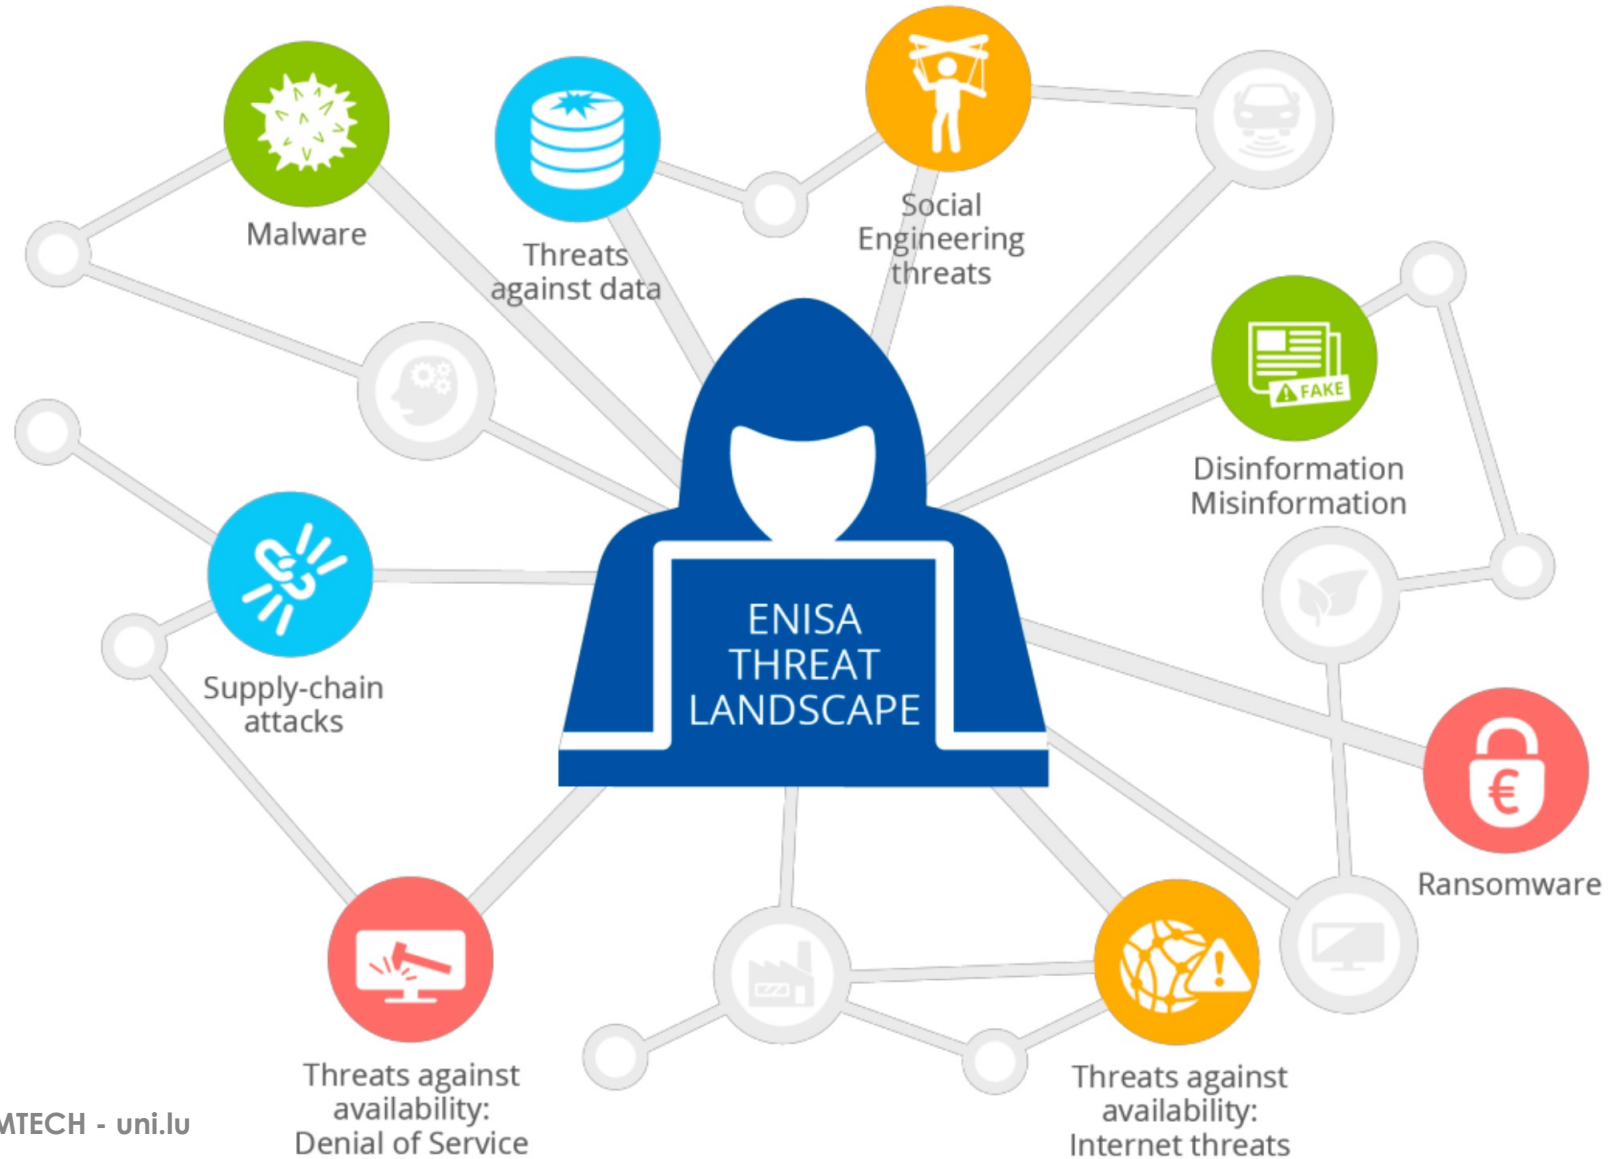 Malware
Threats
against data
Social
Engineering
threats
FAKE
Disinformation
Misinformation
ENISA
THREAT
LANDSCAPE
Supply-chain
attacks
€
Ransomware
Threats against
availability:
Denial of Service
Threats against
availability:
Internet threats
MTECH - uni.lu